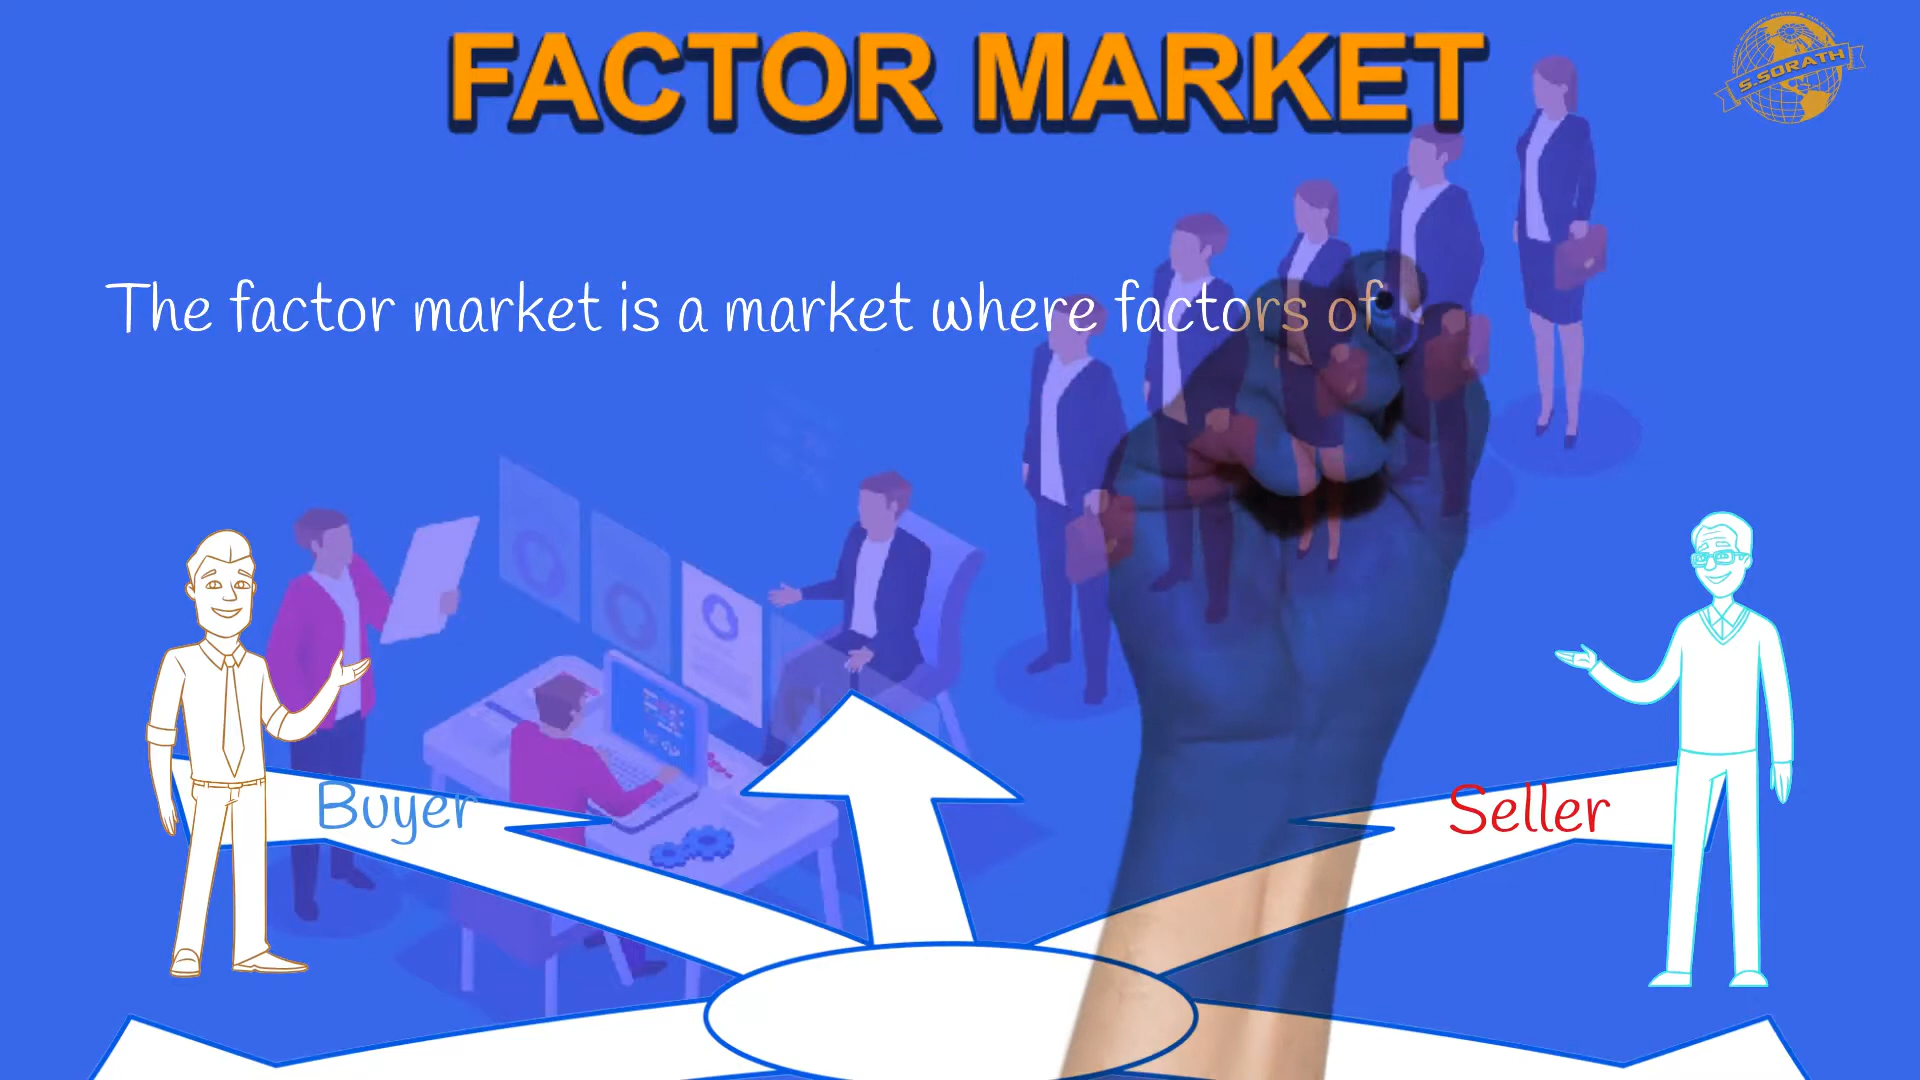 FACTOR MARKET
S.SORATH
The factor market is a market where factors of
Buyer
Seller